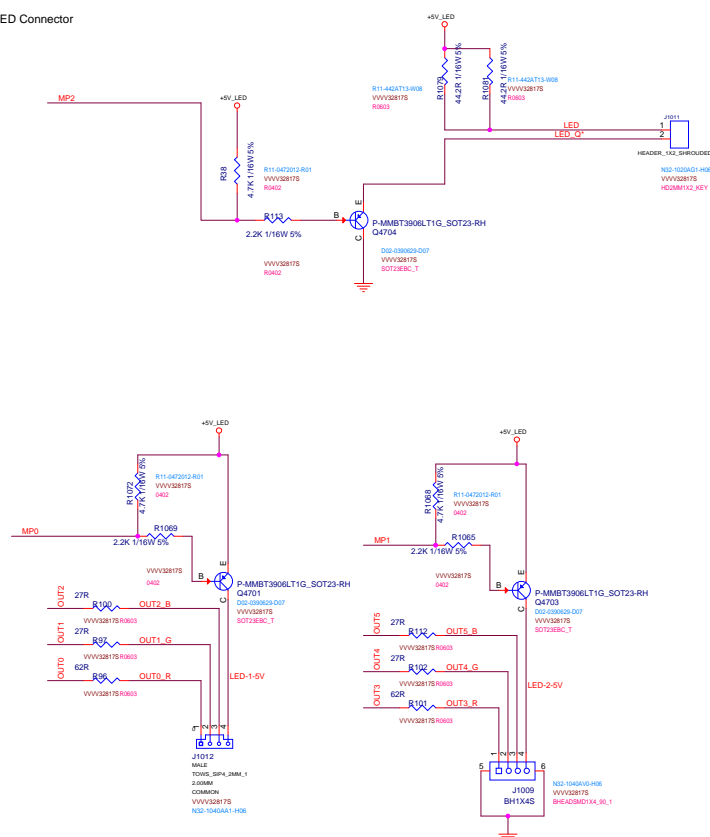 ED Connector
+5V_LED
R1079
44.2R 1/16W 5%
R1081
44.2R 1/16W 5%
R11-442AT13-W08
VVVV32817S
R0603
R11-442AT13-W08
VVVV32817S
R0603
MP2
+5V_LED
R38
4.7K 1/16W 5%
R11-0472012-R01
VVVV32817S
R0402
LED
LED_Q*
J1011
1
2
HEADER_1X2_SHROUDED
N32-1020AG1-H06
VVVV32817S
HD2MM1X2_KEY
R113
2.2K 1/16W 5%
VVVV32817S
R0402
B
E
C
P-MMBT3906LT1G_SOT23-RH
Q4704
D02-0390629-D07
VVVV32817S
SOT23EBC_T
+5V_LED
R1072
4.7K 1/16W 5%
R11-0472012-R01
VVVV32817S
0402
MP0
R1069
2.2K 1/16W 5%
VVVV32817S
0402
B
E
C
P-MMBT3906LT1G_SOT23-RH
Q4701
D02-0390629-D07
VVVV32817S
SOT23EBC_T
OUT2
27R
R100
OUT2_B
VVVV32817S R0603
OUT1
27R
R97
OUT1_G
VVVV32817S R0603
OUT0
62R
R96
OUT0_R
VVVV32817S R0603
LED-1-5V
1
2
3
4
J1012
MALE
TOWS_SIP4_2MM_1
2.00MM
COMMON
VVVV32817S
N32-1040AA1-H06
+5V_LED
R1068
4.7K 1/16W 5%
R11-0472012-R01
VVVV32817S
0402
MP1
R1065
2.2K 1/16W 5%
VVVV32817S
0402
B
E
C
P-MMBT3906LT1G_SOT23-RH
Q4703
D02-0390629-D07
VVVV32817S
SOT23EBC_T
OUT5
27R
R112
OUT5_B
VVVV32817S R0603
OUT4
27R
R102
OUT4_G
VVVV32817S R0603
OUT3
62R
R101
OUT3_R
VVVV32817S R0603
LED-2-5V
1
2
3
4
5
6
J1009
BH1X4S
N32-1040AV0-H06
VVVV32817S
BHEADSMD1X4_90_1